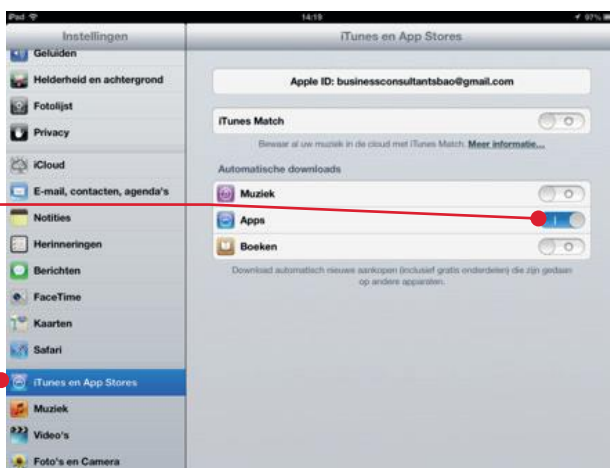 iPad
14:19
97%
Instellingen
iTunes en App Stores
Geluiden
Helderheid en achtergrond
Fotolijst
Privacy
iCloud
E-mail, contacten, agenda's
Notities
Herinneringen
Berichten
FaceTime
Kaarten
Safari
iTunes en App Stores
Muziek
Video's
Foto's en Camera
Apple ID: businessconsultantsbao@gmail.com
iTunes Match
Bewaar al uw muziek in de cloud met iTunes Match. Meer informatie...
Automatische downloads
Muziek
Apps
Boeken
Download automatisch nieuwe aankopen (inclusief gratis onderdelen) die zijn gedaan
op andere apparaten.